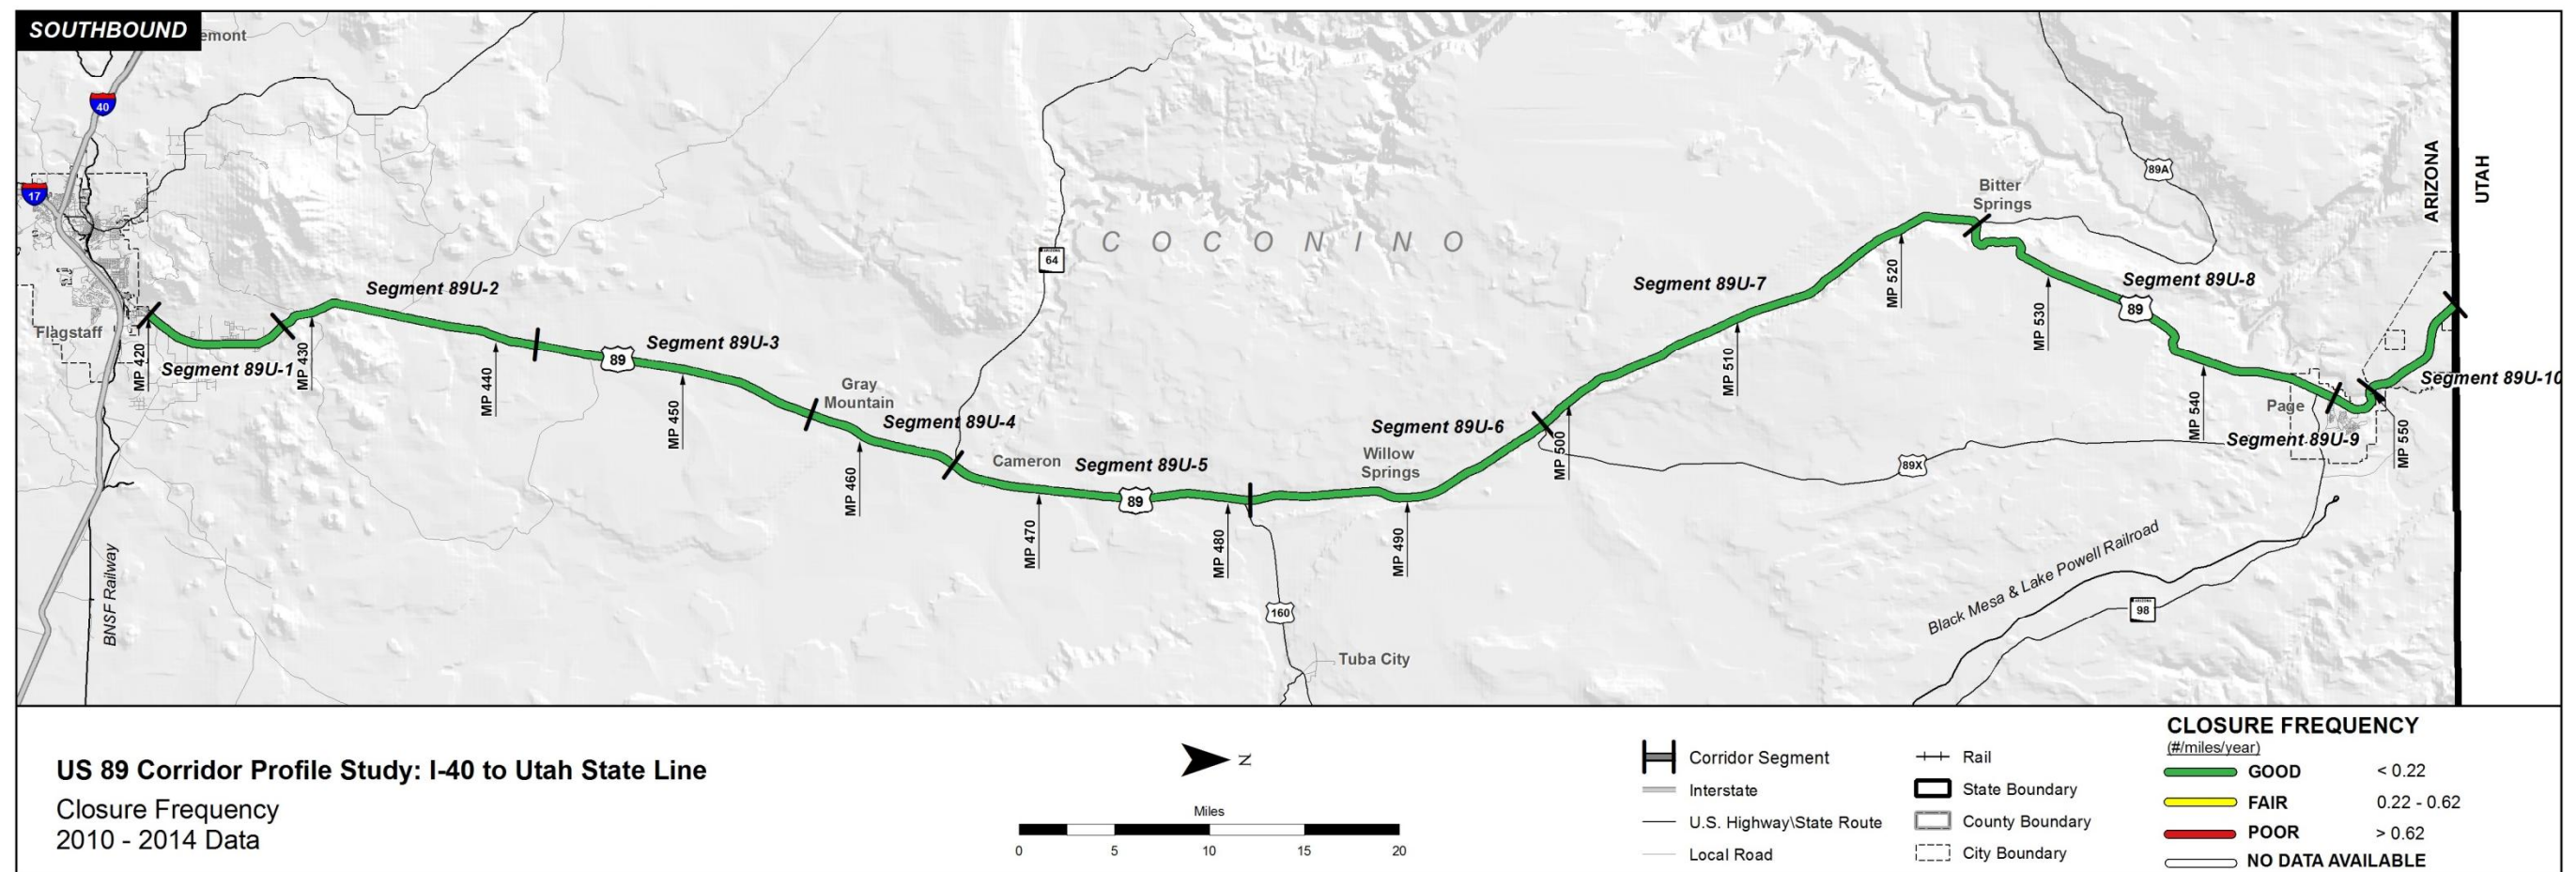 SOUTHBOUND
emont
40
17
Flagstaff
MP 420
Segment 89U-1
MP 430
BNSF Railway
Segment 89U-2
MP 440
89
Segment 89U-3
MP 450
Gray
Mountain
Segment 89U-4
MP 460
64
Cameron
Segment 89U-5
MP 470
89
MP 480
160
Tuba City
COCONINO
Segment 89U-6
Willow
Springs
MP 490
MP 500
Segment 89U-7
MP 510
MP 520
89X
Bitter
Springs
89A
MP 530
Segment 89U-8
89
MP 540
Page
Segment 89U-9
MP 550
Segment 89U-10
Black Mesa & Lake Powell Railroad
98
ARIZONA
UTAH
US 89 Corridor Profile Study: I-40 to Utah State Line
Closure Frequency
2010 - 2014 Data
N
Miles
0 5 10 15 20
Corridor Segment
Interstate
U.S. Highway\State Route
Local Road
Rail
State Boundary
County Boundary
City Boundary
CLOSURE FREQUENCY
(#/miles/year)
GOOD < 0.22
FAIR 0.22 - 0.62
POOR > 0.62
NO DATA AVAILABLE